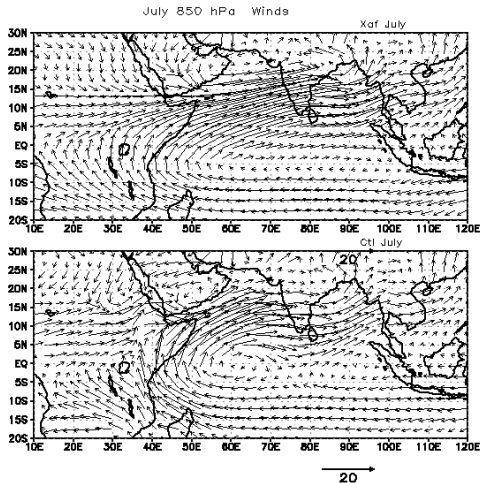 July 850 hPa Winds
Xaf July
30N
25N
20N
15N
10N
5N
EQ
5S
10S
15S
20S
10E 20E 30E 40E 50E 60E 70E 80E 90E 100E 110E 120E
Ctl July
20
30N
25N
20N
15N
10N
5N
EQ
5S
10S
15S
20S
10E 20E 30E 40E 50E 60E 70E 80E 90E 100E 110E 120E
20